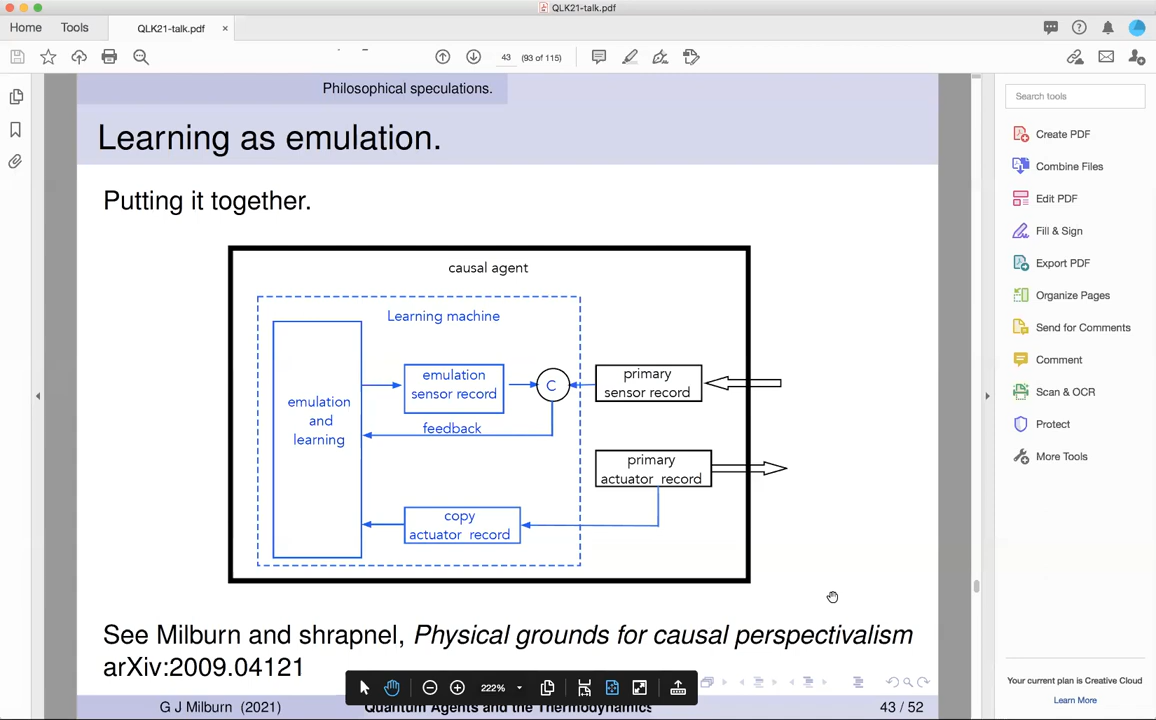 QLK21-talk.pdf
Home
Tools
QLK21-talk.pdf ×
43 (93 of 115)
Philosophical speculations.
Learning as emulation.
Putting it together.
causal agent
Learning machine
emulation
and
learning
emulation
sensor record
C
primary
sensor record
feedback
primary
actuator record
copy
actuator record
See Milburn and shrapnel, Physical grounds for causal perspectivalism
arXiv:2009.04121
222%
G J Milburn (2021)
Quantum Agents and the Thermodynamics
43 / 52
Search tools
Create PDF
Combine Files
Edit PDF
Fill & Sign
Export PDF
Organize Pages
Send for Comments
Comment
Scan & OCR
Protect
More Tools
Your current plan is Creative Cloud
Learn More